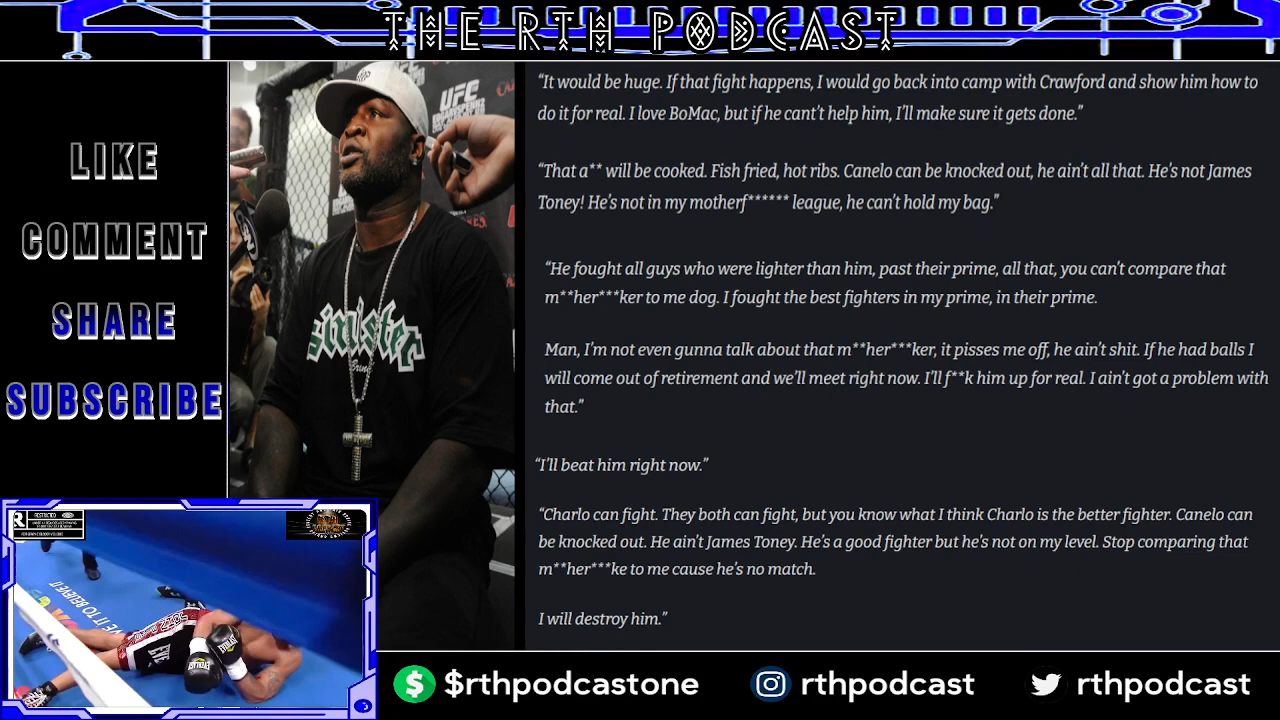 THE RTH PODCAST
LIKE
COMMENT
SHARE
SUBSCRIBE
UFC
sinister
“It would be huge. If that fight happens, I would go back into camp with Crawford and show him how to
do it for real. I love BoMac, but if he cant't help him, I'll make sure it gets done.”
“That a** will be cooked. Fish fried, hot ribs. Canelo can be knocked out, he ain't all that. He's not James
Toney! He's not in my motherf****** league, he can't hold my bag.”
“He fought all guys who were lighter than him, past their prime, all that, you can't compare that
m**her***ker to me dog. I fought the best fighters in my prime, in their prime.
Man, I'm not even gunna talk about that m**her***ker, it pisses me off, he ain't shit. If he had balls I
will come out of retirement and we'll meet right now. I'll f**k him up for real. I ain't got a problem with
that.”
“I'll beat him right now.”
“Charlo can fight. They both can fight, but you know what I think Charlo is the better fighter. Canelo can
be knocked out. He ain't James Toney. He's a good fighter but he's not on my level. Stop comparing that
m**her***ke to me cause he's no match.
I will destroy him.”
R
RESTRICTED
VE IT TO BELIEVE IT
EVERLAST
$rthpodcastone
rthpodcast
rthpodcast